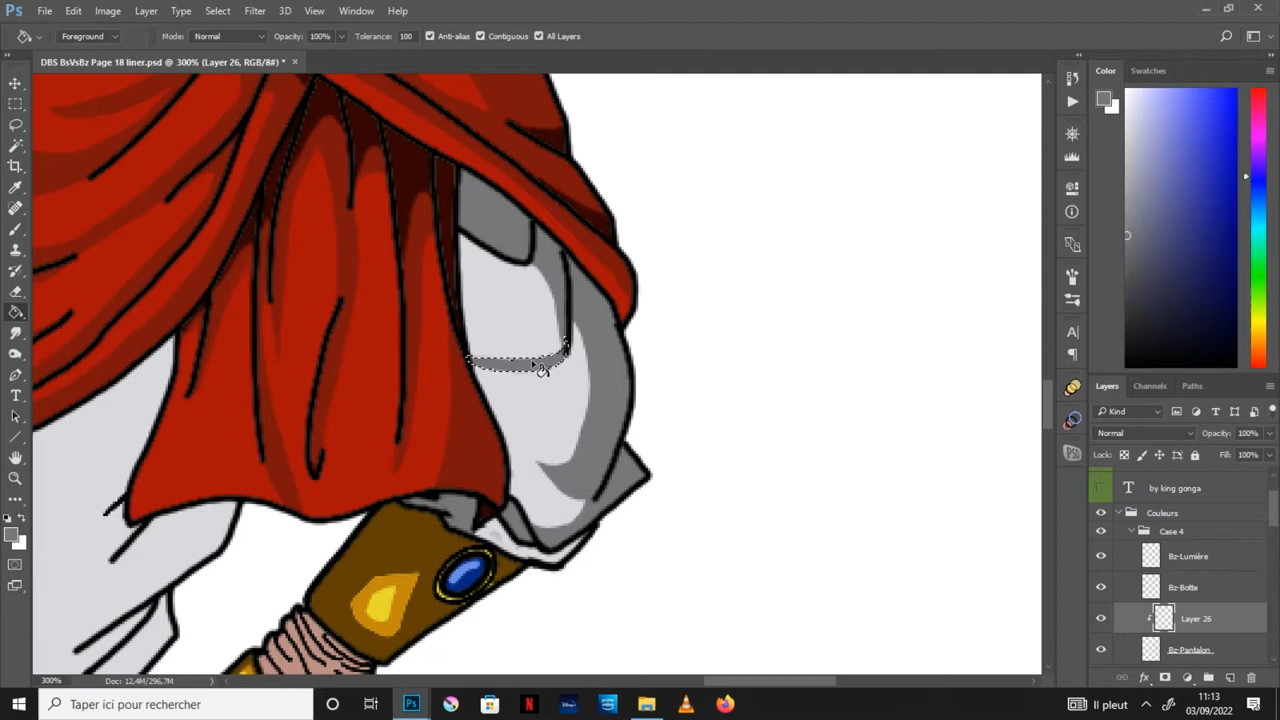 Ps File Edit Image Layer Type Select Filter 3D View Window Help
Foreground Mode: Normal Opacity: 100% Tolerance: 100 Anti-alias Contiguous All Layers
DBS BsVsBz Page 18 liner.psd @ 300% (Layer 26, RGB/8#) *
Color Swatches
Layers Channels Paths
Kind
Normal Opacity: 100%
Lock: Fill: 100%
by king gonga
Couleurs
Case 4
Bz-Lumière
Bz-Botte
Layer 26
Bz-Pantalon
300% Doc: 12,4M/296,7M
Taper ici pour rechercher
Il pleut
11:13
03/09/2022